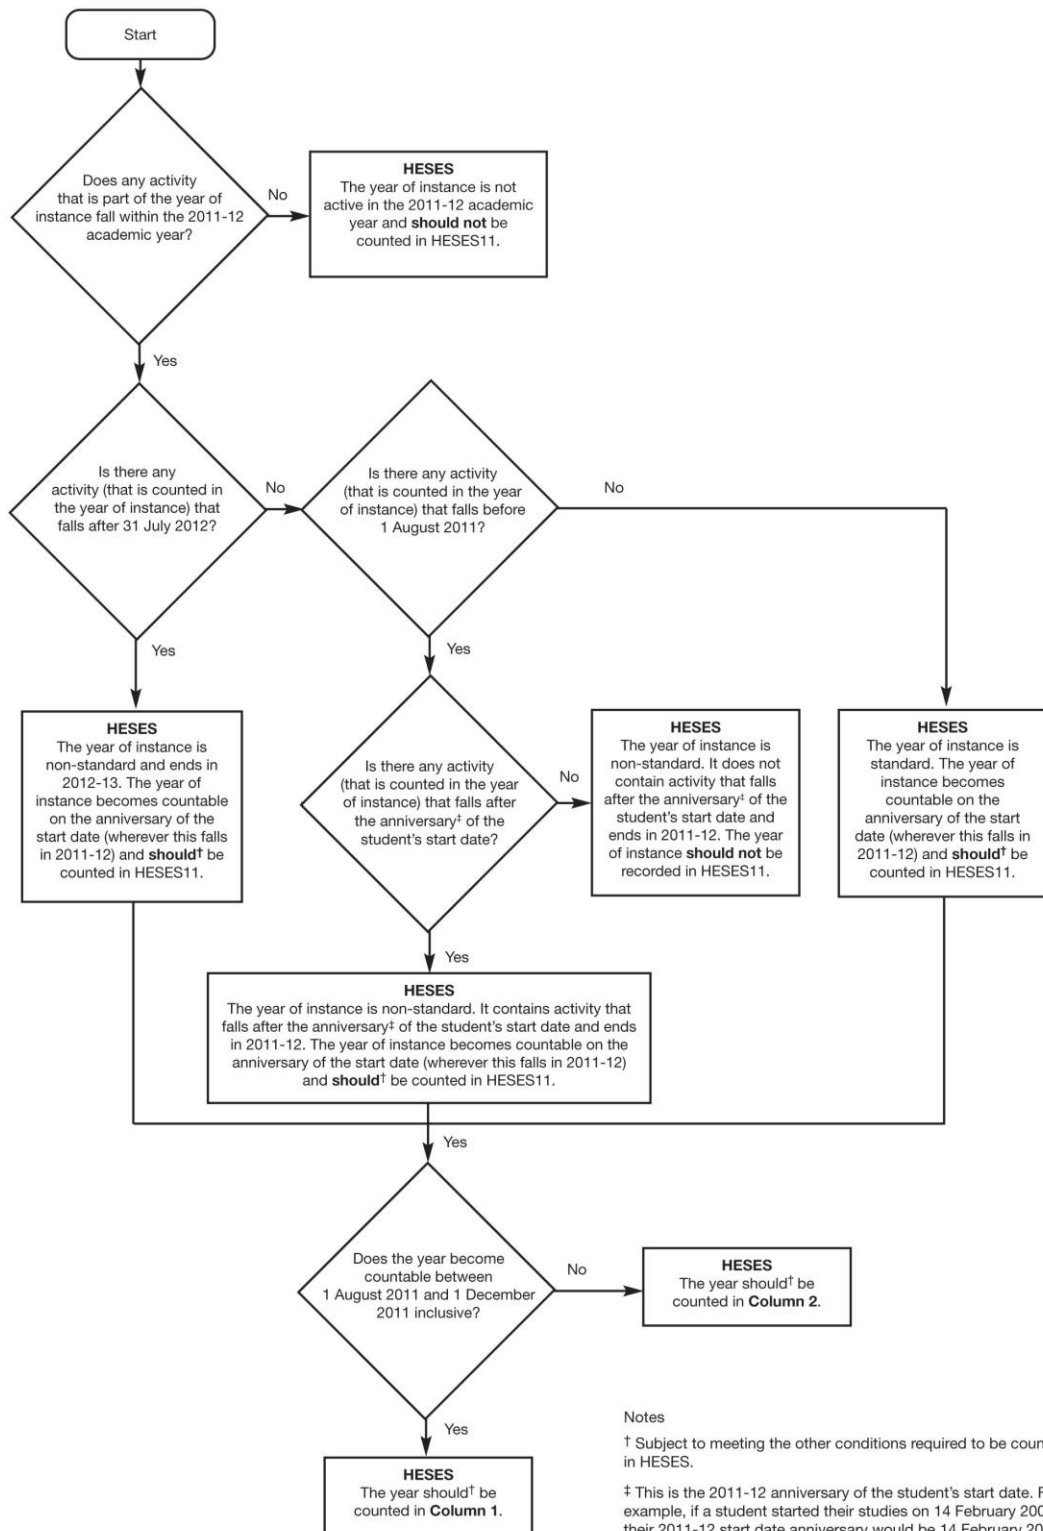 Start
Does any activity
that is part of the year of
instance fall within the 2011-12
academic year?
No
HESES
The year of instance is not
active in the 2011-12 academic
year and should not be
counted in HESES11.
Yes
Is there any
activity (that is counted in
the year of instance) that
falls after 31 July 2012?
No
Is there any activity
(that is counted in the year
of instance) that falls before
1 August 2011?
No
Yes
Yes
HESES
The year of instance is
non-standard and ends in
2012-13. The year of
instance becomes countable
on the anniversary of the
start date (wherever this falls
in 2011-12) and should† be
counted in HESES11.
Is there any activity
(that is counted in the year
of instance) that falls after
the anniversary‡ of the
student's start date?
No
HESES
The year of instance is
non-standard. It does not
contain activity that falls
after the anniversary‡ of the
student's start date and
ends in 2011-12. The year
of instance should not be
recorded in HESES11.
HESES
The year of instance is
standard. The year of
instance becomes
countable on the
anniversary of the start
date (wherever this falls in
2011-12) and should† be
counted in HESES11.
Yes
HESES
The year of instance is non-standard. It contains activity that
falls after the anniversary‡ of the student's start date and ends
in 2011-12. The year of instance becomes countable on the
anniversary of the start date (wherever this falls in 2011-12)
and should† be counted in HESES11.
Yes
Does the year become
countable between
1 August 2011 and 1 December
2011 inclusive?
No
HESES
The year should† be
counted in Column 2.
Yes
HESES
The year should† be
counted in Column 1.
Notes
† Subject to meeting the other conditions required to be
in HESES.
‡ This is the 2011-12 anniversary of the student's start date.
example, if a student started their studies on 14 February
their 2011-12 start date anniversary would be 14 February